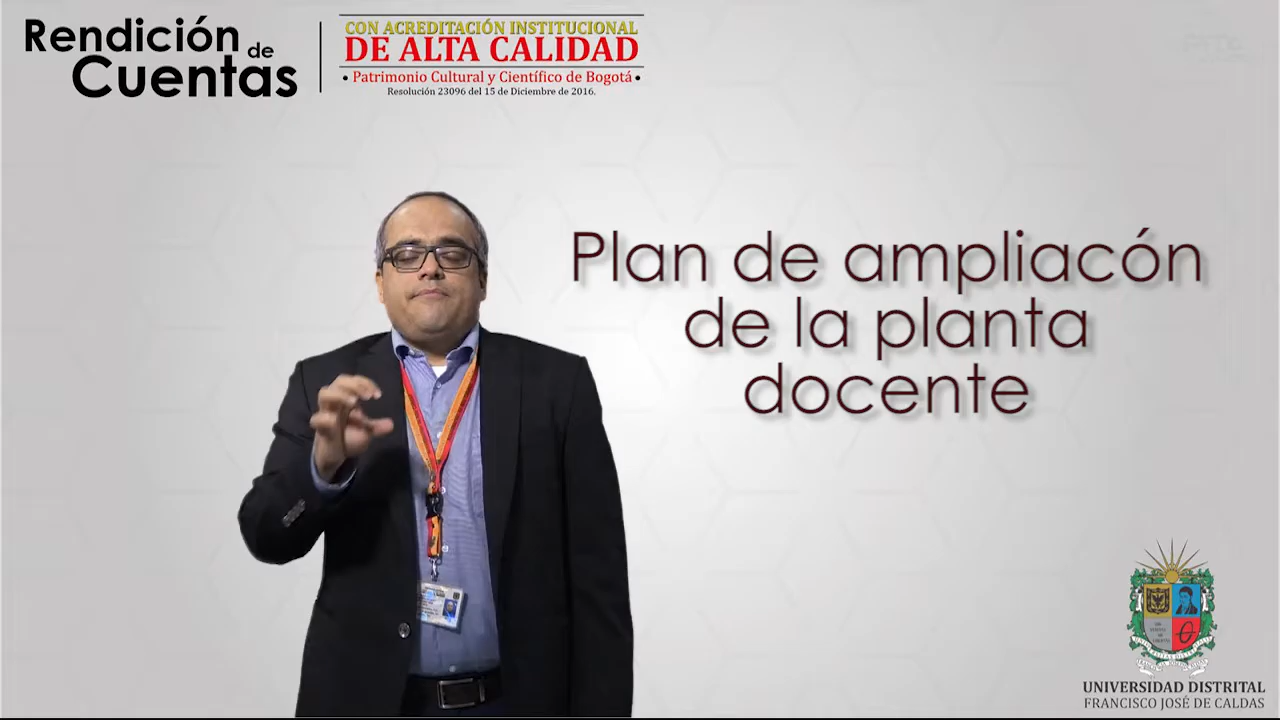 Rendición de
Cuentas
CON ACREDITACIÓN INSTITUCIONAL
DE ALTA CALIDAD
• Patrimonio Cultural y Científico de Bogotá •
Resolución 23096 del 15 de Diciembre de 2016.
Plan de ampliacón
de la planta
docente
UNIVERSIDAD DISTRITAL
FRANCISCO JOSÉ DE CALDAS